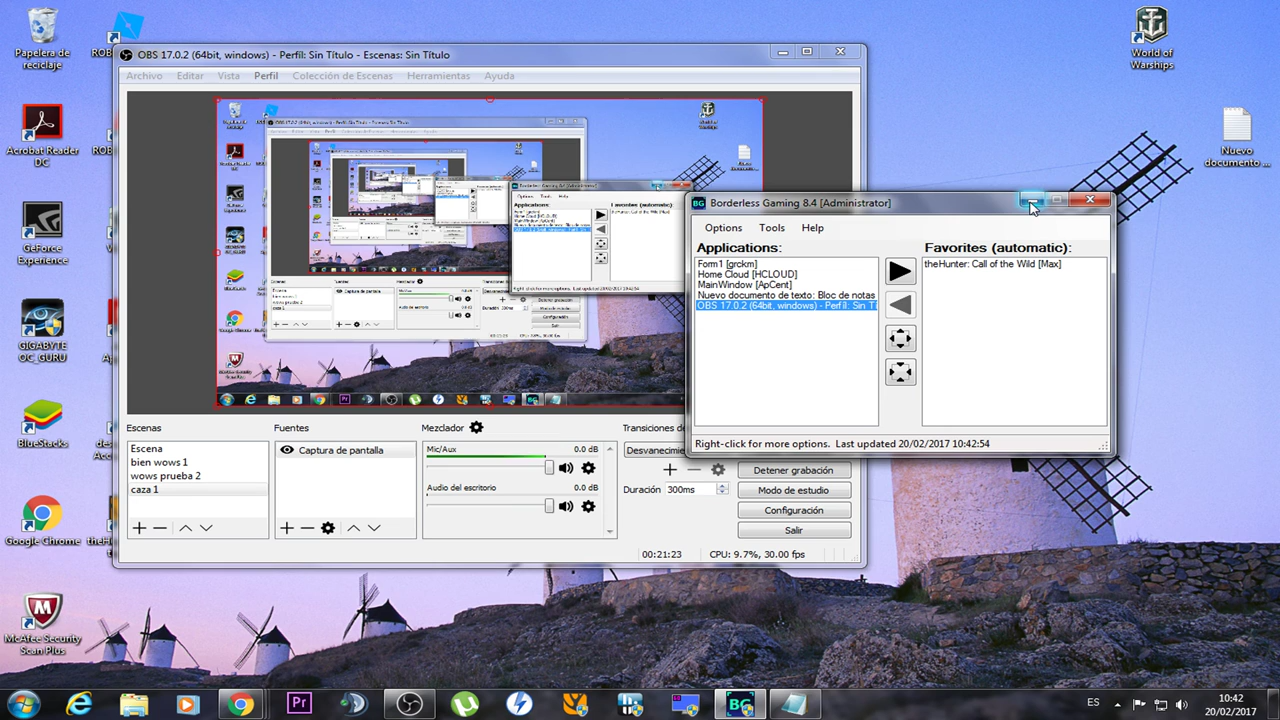 Papelera de
reciclaje
World of
Warships
Acrobat Reader
DC
Nuevo
documento ...
GeForce
Experience
GIGABYTE
OC_GURU
BlueStacks
Google Chrome
McAfee Security
Scan Plus
OBS 17.0.2 (64bit, windows) - Perfil: Sin Título - Escenas: Sin Título
Archivo Editar Vista Perfil Colección de Escenas Herramientas Ayuda
Escenas
Escena
bien wows 1
wows prueba 2
caza 1
Fuentes
Captura de pantalla
Mezclador
Mic/Aux 0.0 dB
Audio del escritorio 0.0 dB
Transiciones de
Desvanecimie
Duración 300ms
Detener grabación
Modo de estudio
Configuración
Salir
00:21:23 CPU: 9.7%, 30.00 fps
BG Borderless Gaming 8.4 [Administrator]
Options Tools Help
Applications:
Form1 [grckm]
Home Cloud [HCLOUD]
MainWindow [ApCent]
Nuevo documento de texto: Bloc de notas
OBS 17.0.2 (64bit, windows) - Perfil: Sin Tí
Favorites (automatic):
theHunter: Call of the Wild [Max]
Right-click for more options. Last updated 20/02/2017 10:42:54
Pr
BG
ES
10:42
20/02/2017